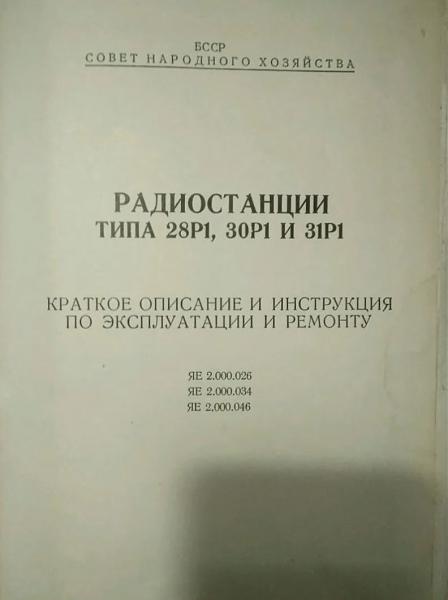 БССР
СОВЕТ НАРОДНОГО ХОЗЯЙСТВА
РАДИОСТАНЦИИ
ТИПА 28Р1, 30Р1 И 31Р1
КРАТКОЕ ОПИСАНИЕ И ИНСТРУКЦИЯ
ПО ЭКСПЛУАТАЦИИ И РЕМОНТУ
ЯЕ 2.000.026
ЯЕ 2.000.034
ЯЕ 2,000.046